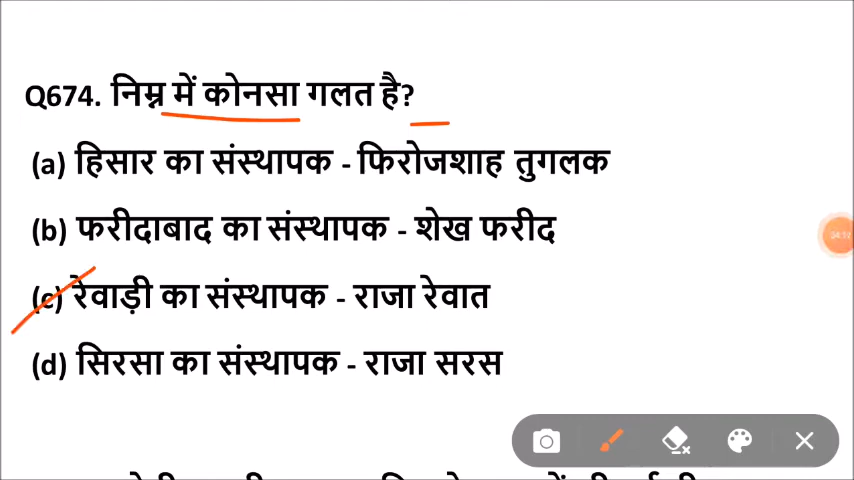 Q674. निम्न में कोनसा गलत है?
(a) हिसार का संस्थापक - फिरोजशाह तुगलक
(b) फरीदाबाद का संस्थापक - शेख फरीद
(c) रेवाड़ी का संस्थापक - राजा रेवात
(d) सिरसा का संस्थापक - राजा सरस